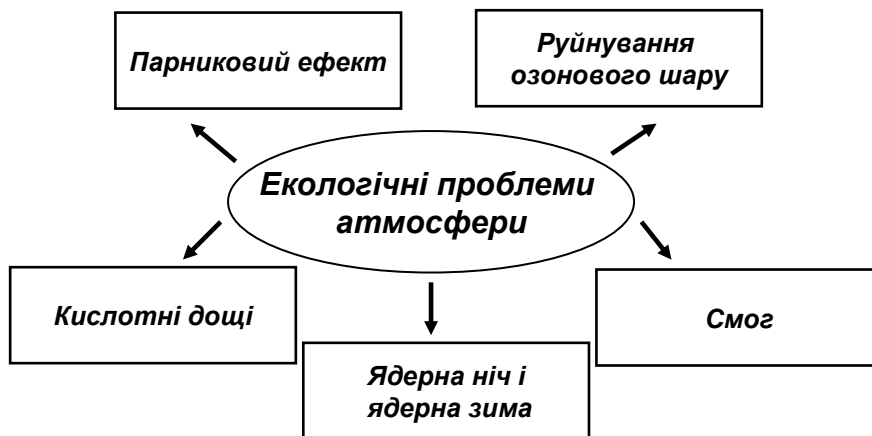 Парниковий ефект
Руйнування
озонового шару
Екологічні проблеми
атмосфери
Кислотні дощі
Ядерна ніч і
ядерна зима
Смог